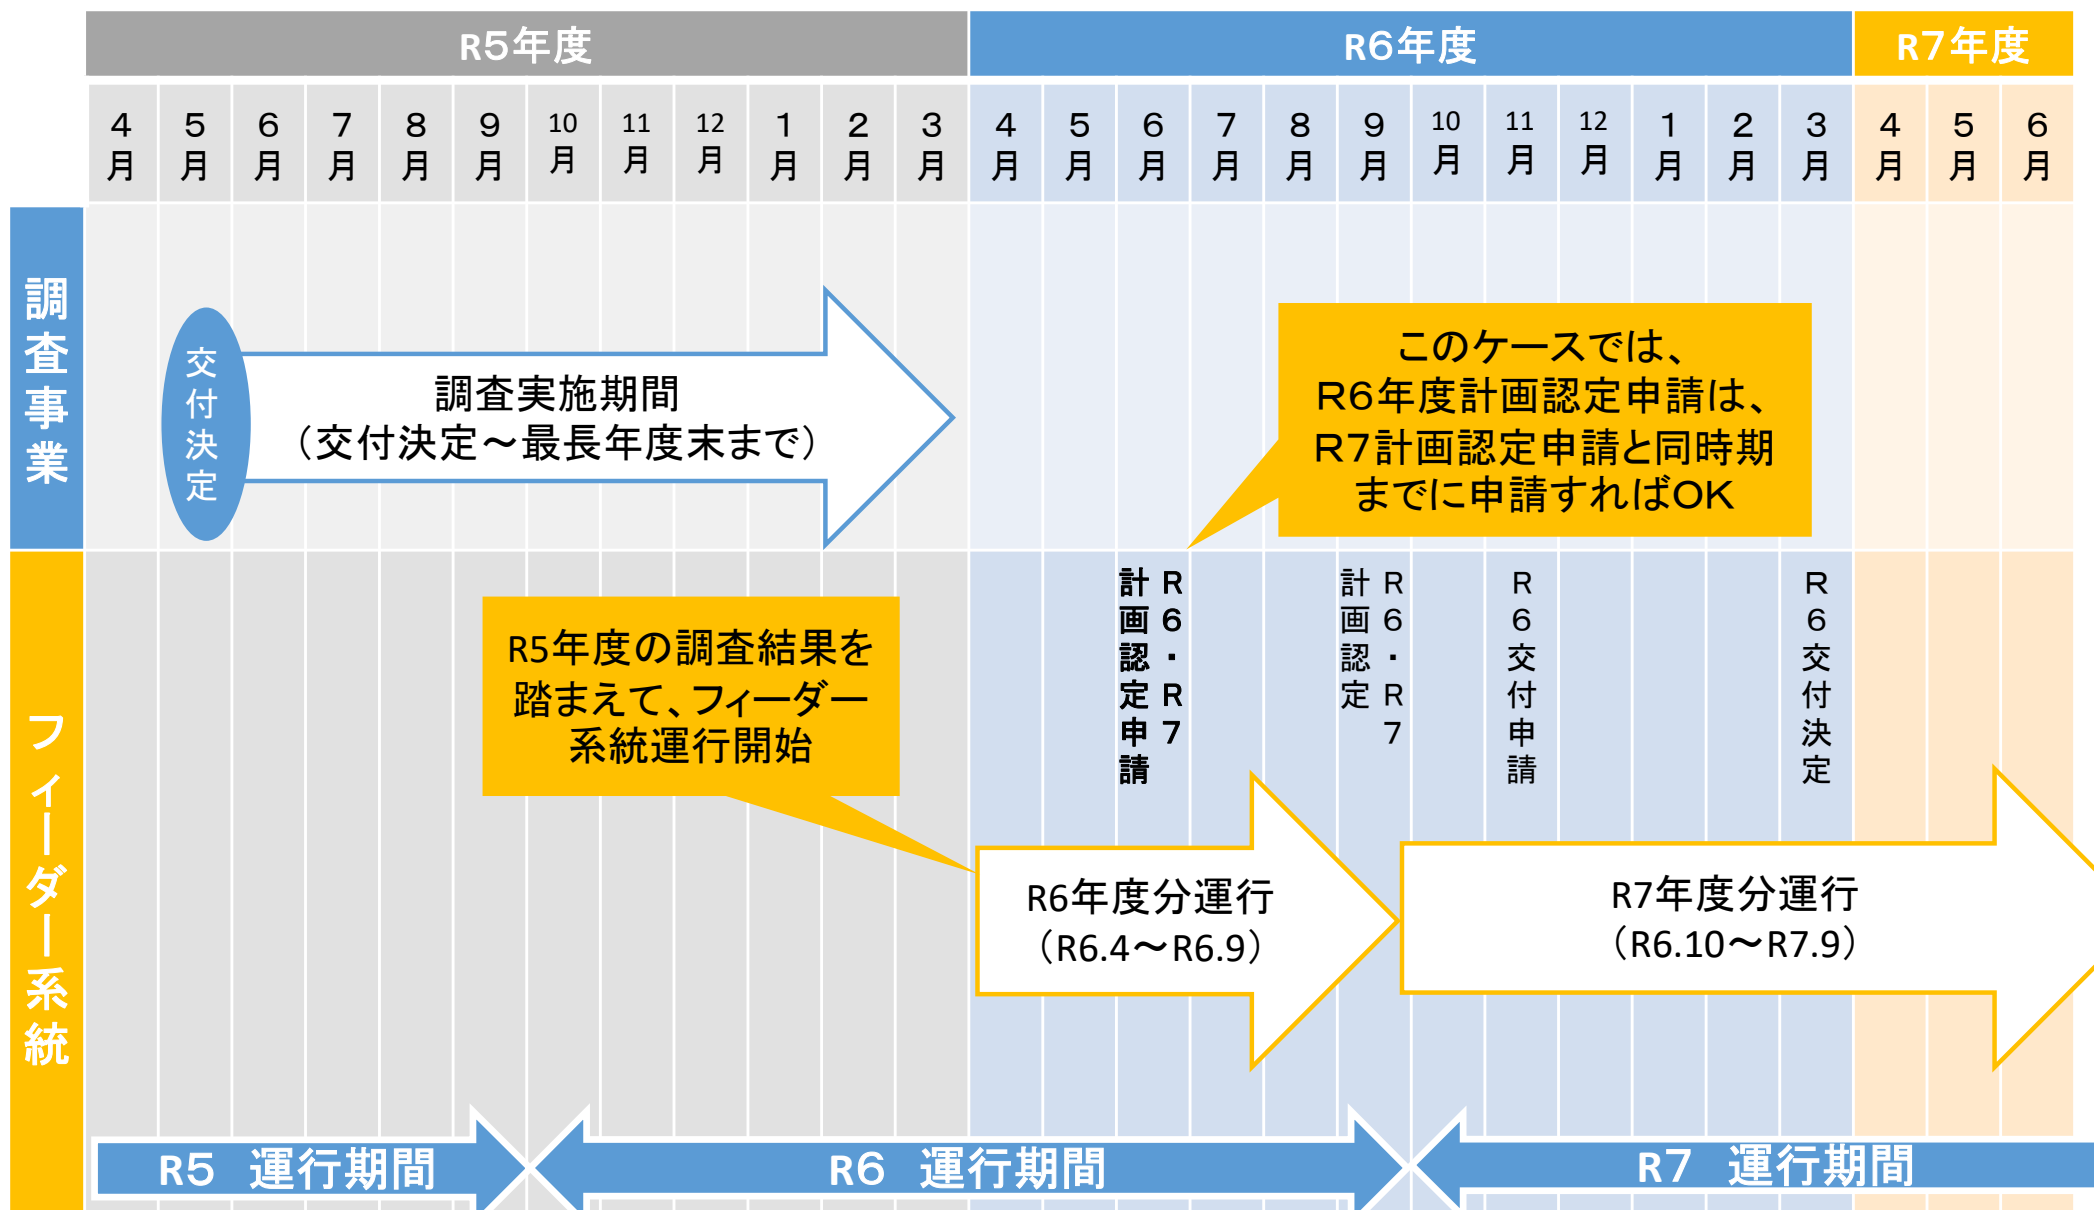 R5年度
R6年度
R7年度
4月
5月
6月
7月
8月
9月
10月
11月
12月
1月
2月
3月
4月
5月
6月
7月
8月
9月
10月
11月
12月
1月
2月
3月
4月
5月
6月
調査事業
交付決定
調査実施期間
（交付決定～最長年度末まで）
このケースでは、
R6年度計画認定申請は、
R7計画認定申請と同時期
までに申請すればOK
フィーダー系統
R5年度の調査結果を
踏まえて、フィーダー
系統運行開始
R6・R7
計画認定申請
R6・R7
計画認定
R6交付申請
R6交付決定
R6年度分運行
（R6.4～R6.9）
R7年度分運行
（R6.10～R7.9）
R5　運行期間
R6　運行期間
R7　運行期間